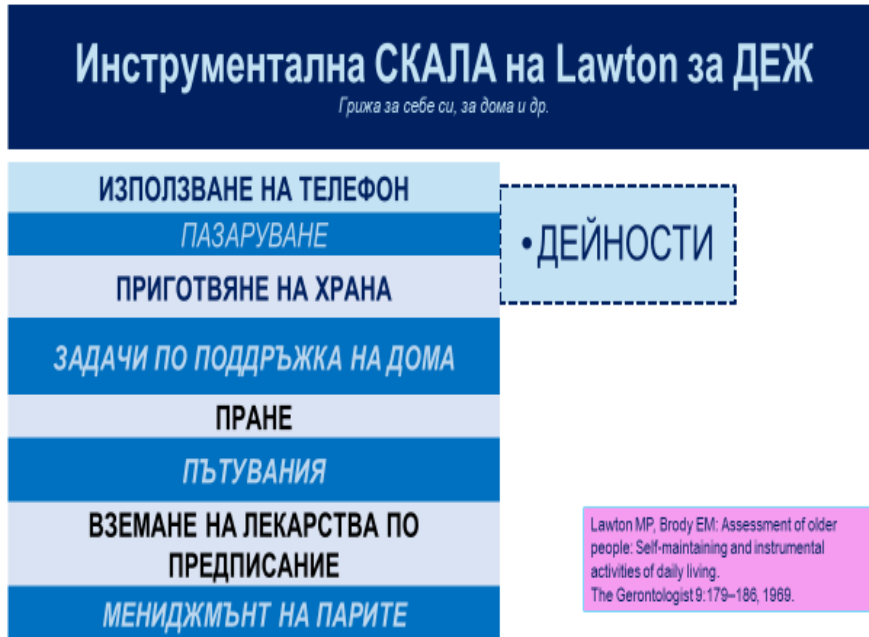 Инструментална СКАЛА на Lawton за ДЕЖ
Грижа за себе си, за дома и др.
ИЗПОЛЗВАНЕ НА ТЕЛЕФОН
ПАЗАРУВАНЕ
ПРИГОТВЯНЕ НА ХРАНА
ЗАДАЧИ ПО ПОДДРЪЖКА НА ДОМА
ПРАНЕ
ПЪТУВАНИЯ
ВЗЕМАНЕ НА ЛЕКАРСТВА ПО
ПРЕДПИСАНИЕ
МЕНИДЖМЪНТ НА ПАРИТЕ
•ДЕЙНОСТИ
Lawton MP, Brody EM: Assessment of older
people: Self-maintaining and instrumental
activities of daily living.
The Gerontologist 9:179–186, 1969.